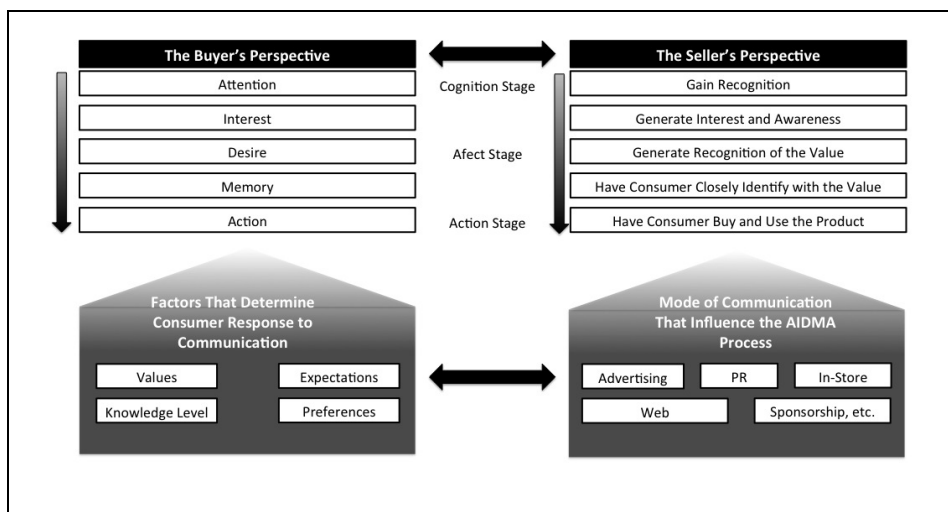 The Buyer's Perspective
Attention
Interest
Desire
Memory
Action
Cognition Stage
Afect Stage
Action Stage
The Seller's Perspective
Gain Recognition
Generate Interest and Awareness
Generate Recognition of the Value
Have Consumer Closely Identify with the Value
Have Consumer Buy and Use the Product
Factors That Determine
Consumer Response to
Communication
Values
Expectations
Knowledge Level
Preferences
Mode of Communication
That Influence the AIDMA
Process
Advertising
PR
In-Store
Web
Sponsorship, etc.